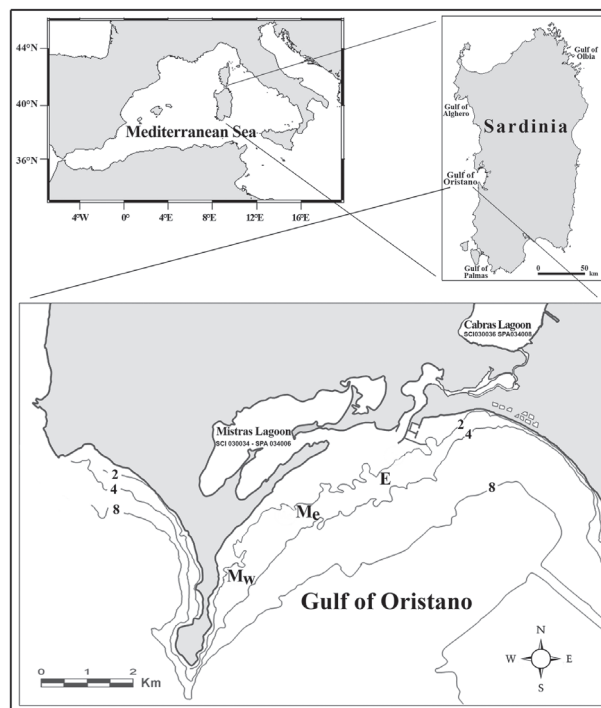 44°N
40°N
36°N
4°W 0° 4°E 8°E 12°E 16°E
Mediterranean Sea
Gulf of
Olbia
Gulf of
Alghero
Sardinia
Gulf of
Oristano
Gulf of
Palmas
0 50
km
Cabras Lagoon
SCI030036 SPA034008
Mistras Lagoon
SCI 030034 - SPA 034006
2
4
8
2
4
8
E
Me
Mw
Gulf of Oristano
N
W E
S
0 1 2
Km